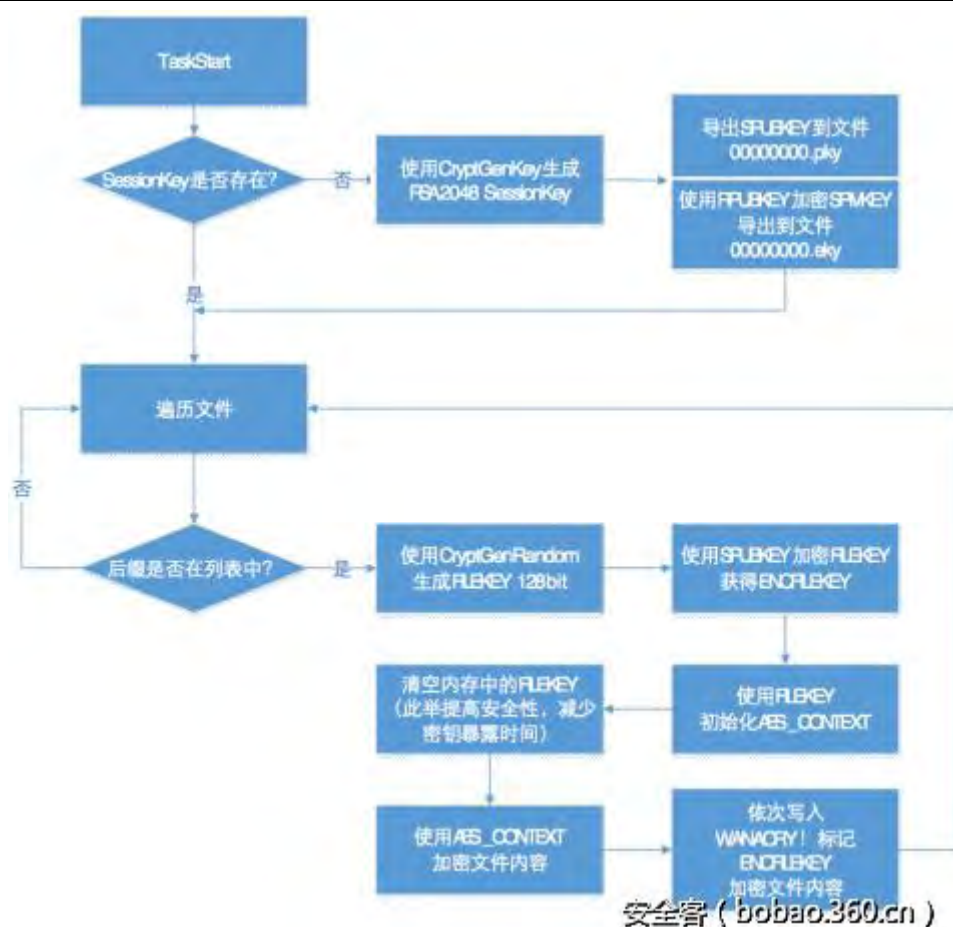 TaskStart
SessionKey是否存在?
否
使用CryptGenKey生成
RSA2048 SessionKey
导出SPUBKEY到文件
00000000.pky
使用RPUBKEY加密SPIVKEY
导出到文件
00000000.eky
是
遍历文件
否
后缀是否在列表中?
是
使用CryptGenRandom
生成FILEKEY 128bit
使用SPUBKEY加密FILEKEY
获得ENCFILEKEY
使用FILEKEY
初始化AES_CONTEXT
清空内存中的FILEKEY
(此举提高安全性,减少
密钥暴露时间)
使用AES_CONTEXT
加密文件内容
依次写入
WANACRY! 标记
ENCFILEKEY
加密文件内容
安全客 ( bobao.360.cn )